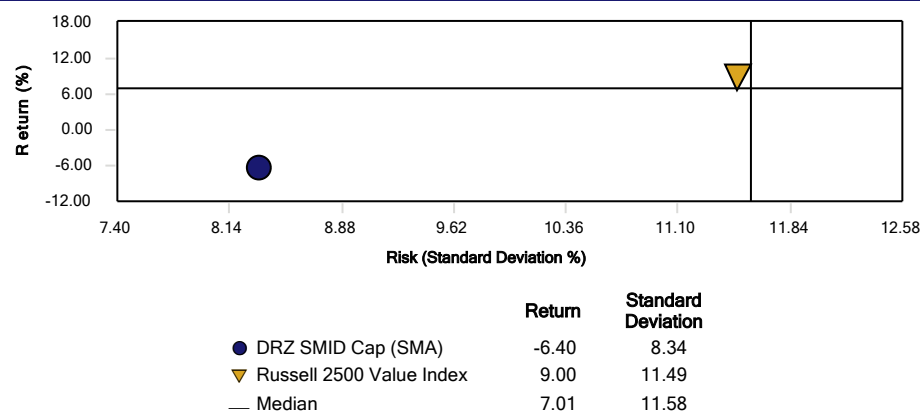 18.00
12.00
6.00
0.00
-6.00
-12.00
Return (%)
7.40 8.14 8.88 9.62 10.36 11.10 11.84 12.58
Risk (Standard Deviation %)
Return Standard Deviation
DRZ SMID Cap (SMA) -6.40 8.34
Russell 2500 Value Index 9.00 11.49
Median 7.01 11.58